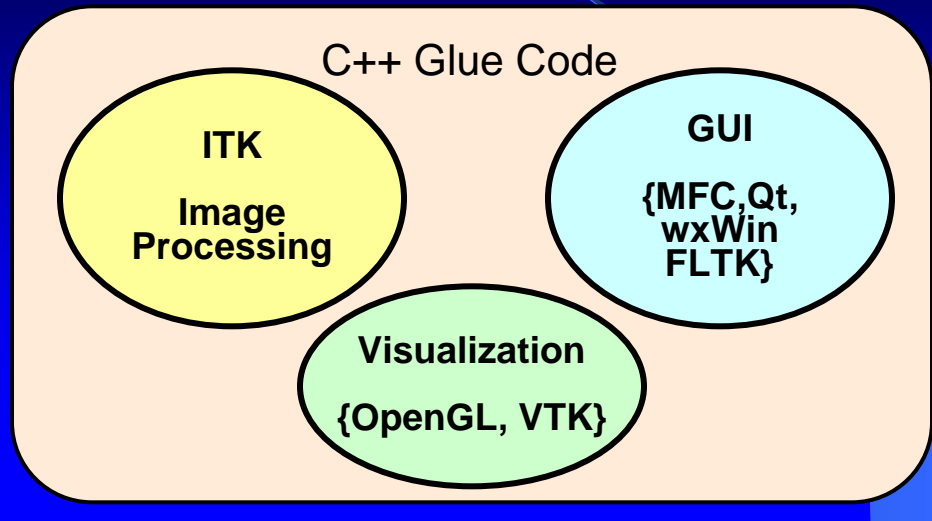 C++ Glue Code
ITK
Image
Processing
GUI
{MFC,Qt,
wxWin
FLTK}
Visualization
{OpenGL, VTK}